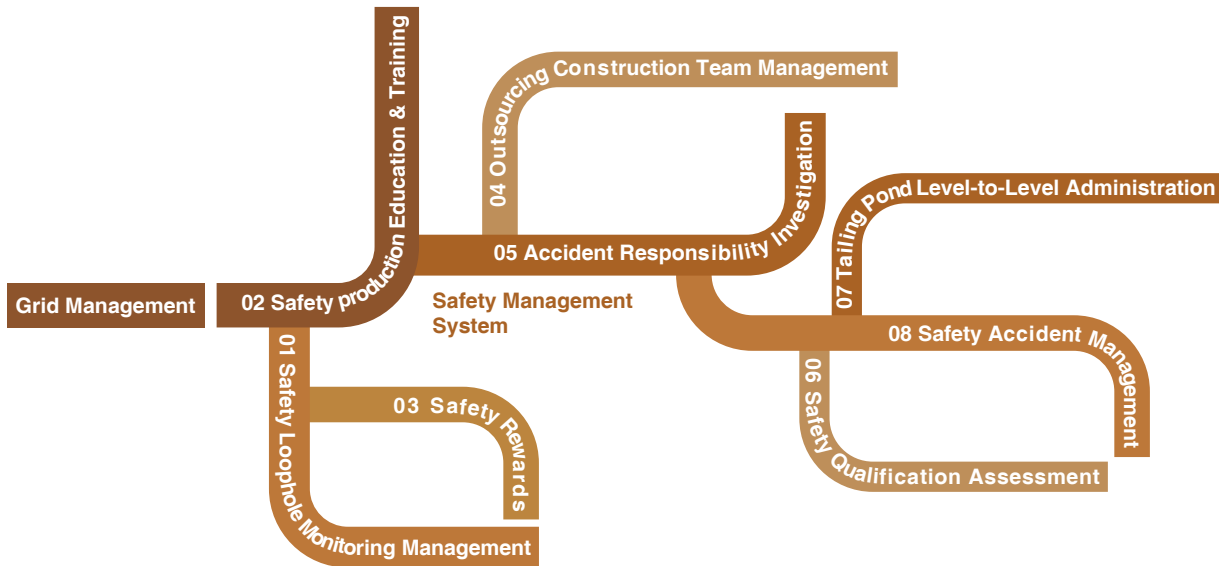 Grid Management
01 Safety Loophole Monitoring Management
02 Safety production Education & Training
03 Safety Rewards
04 Outsourcing Construction Team Management
05 Accident Responsibility Investigation
Safety Management
System
06 Safety Qualification Assessment
07 Tailing Pond Level-to-Level Administration
08 Safety Accident Management